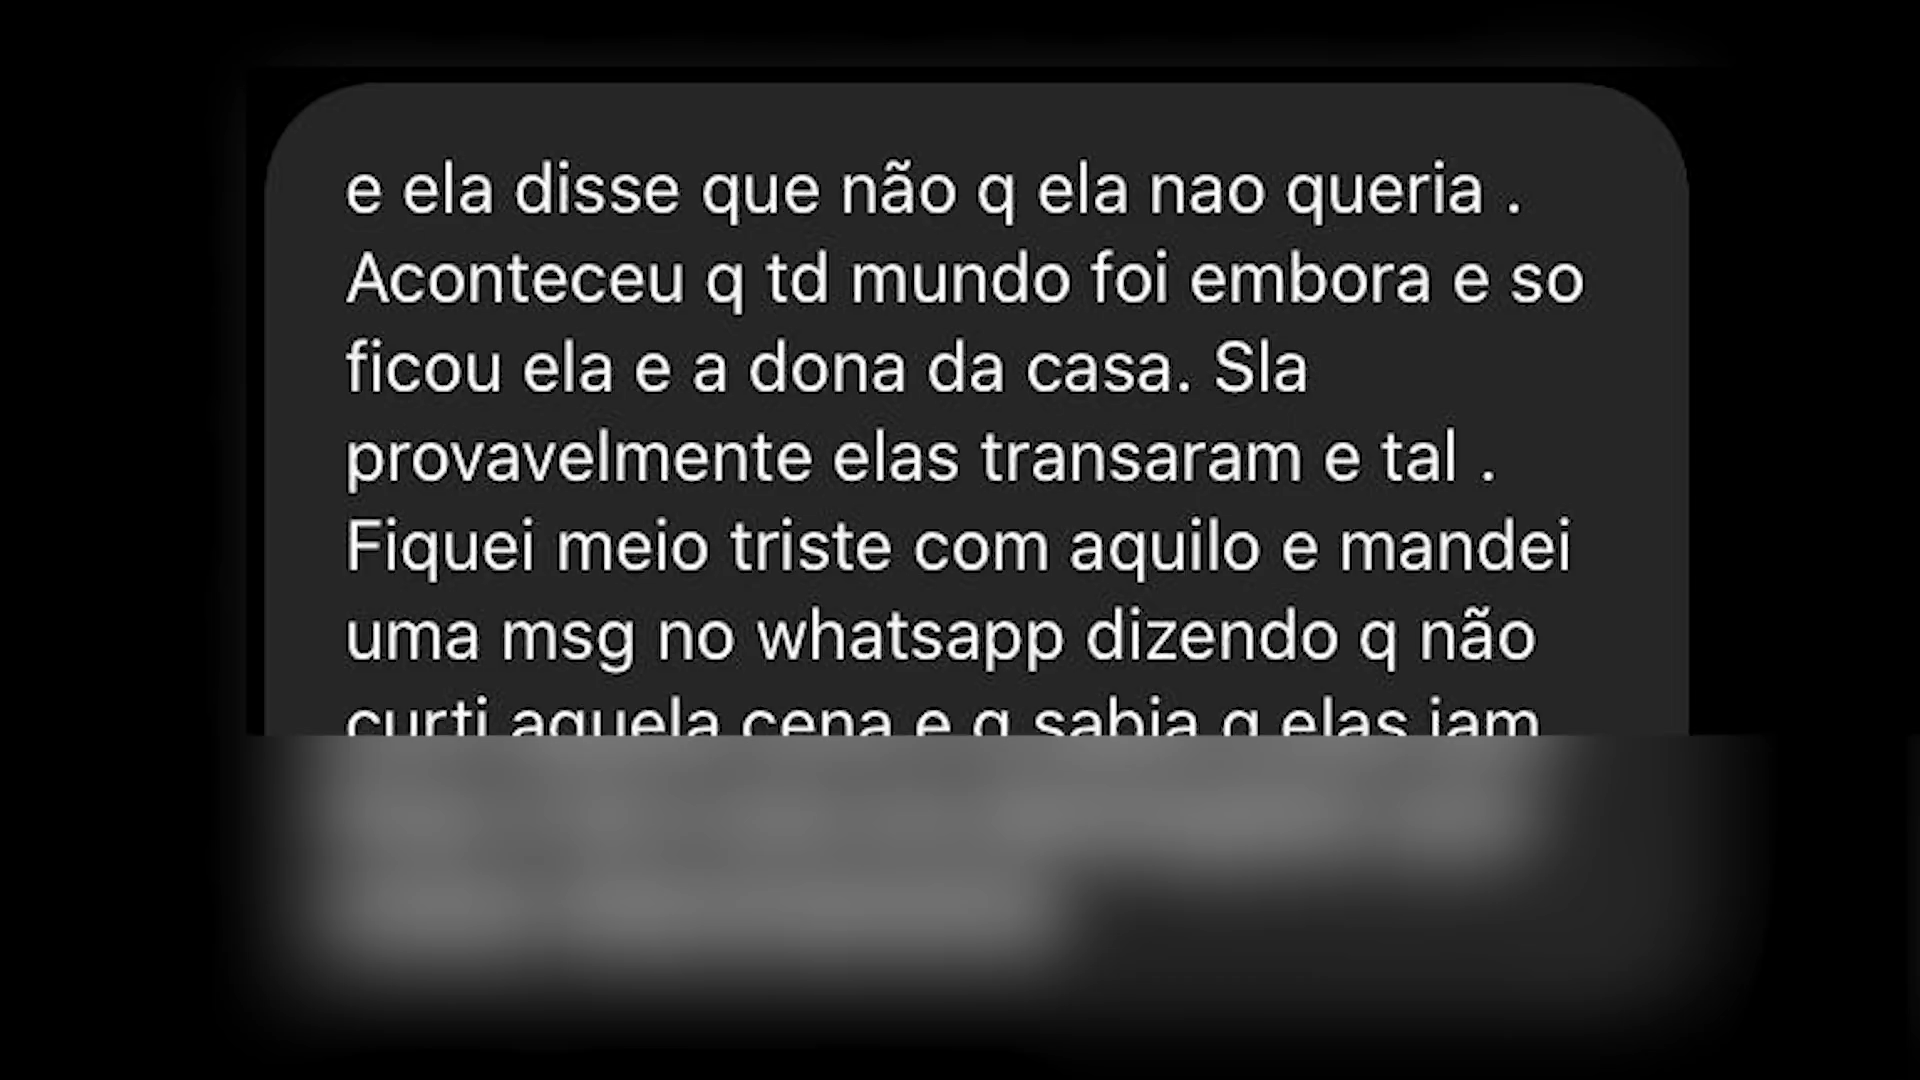 e ela disse que não q ela nao queria .
Aconteceu q td mundo foi embora e so
ficou ela e a dona da casa. Sla
provavelmente elas transaram e tal .
Fiquei meio triste com aquilo e mandei
uma msg no whatsapp dizendo q não
curti aquela cena e q sabia q elas iam